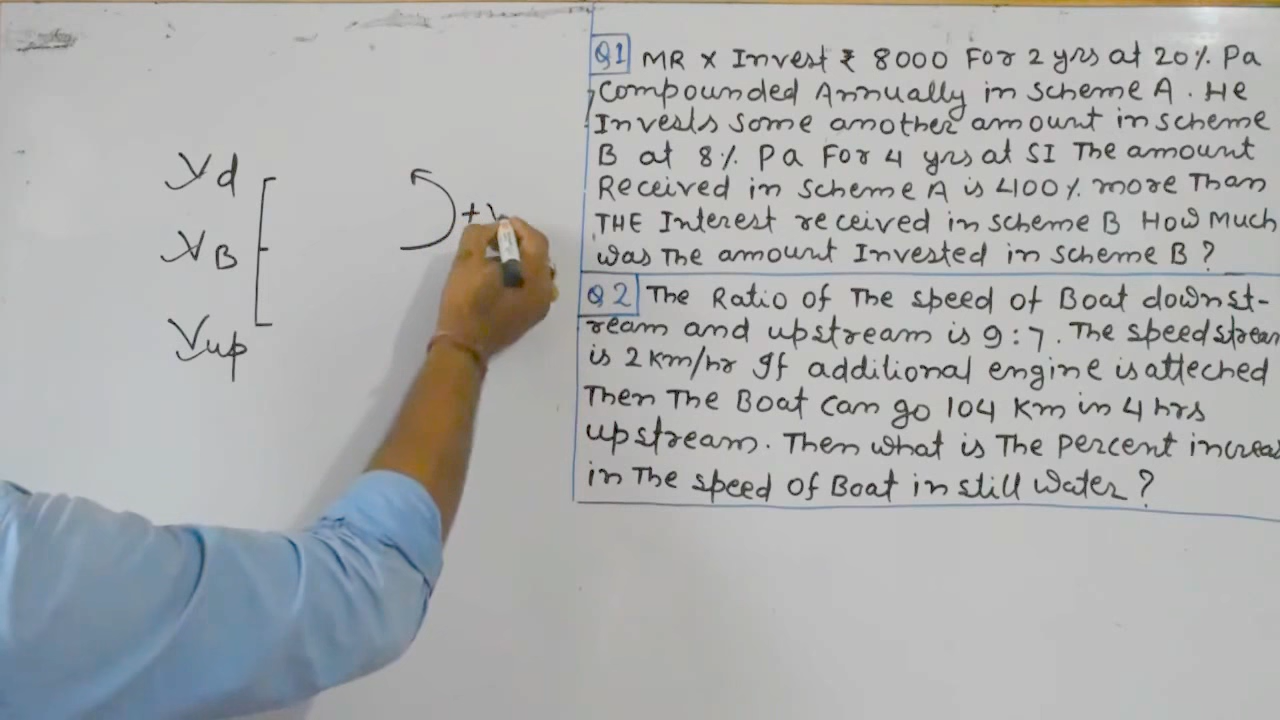 Vd
VB
Vup
+
Q1 MR X Invest ₹ 8000 For 2 yrs at 20% Pa
Compounded Annually in scheme A. He
Invests some another amount in scheme
B at 8% Pa For 4 yrs at SI The amount
Received in scheme A is 400% more Than
THE Interest received in scheme B How Much
was The amount Invested in scheme B ?
Q2 The Ratio of The speed of Boat downst-
ream and upstream is 9:7. The speed stream
is 2 km/hr If additional engine is atteched
Then The Boat can go 104 Km in 4 hrs
upstream. Then what is The percent increas
in The speed of Boat in still water ?